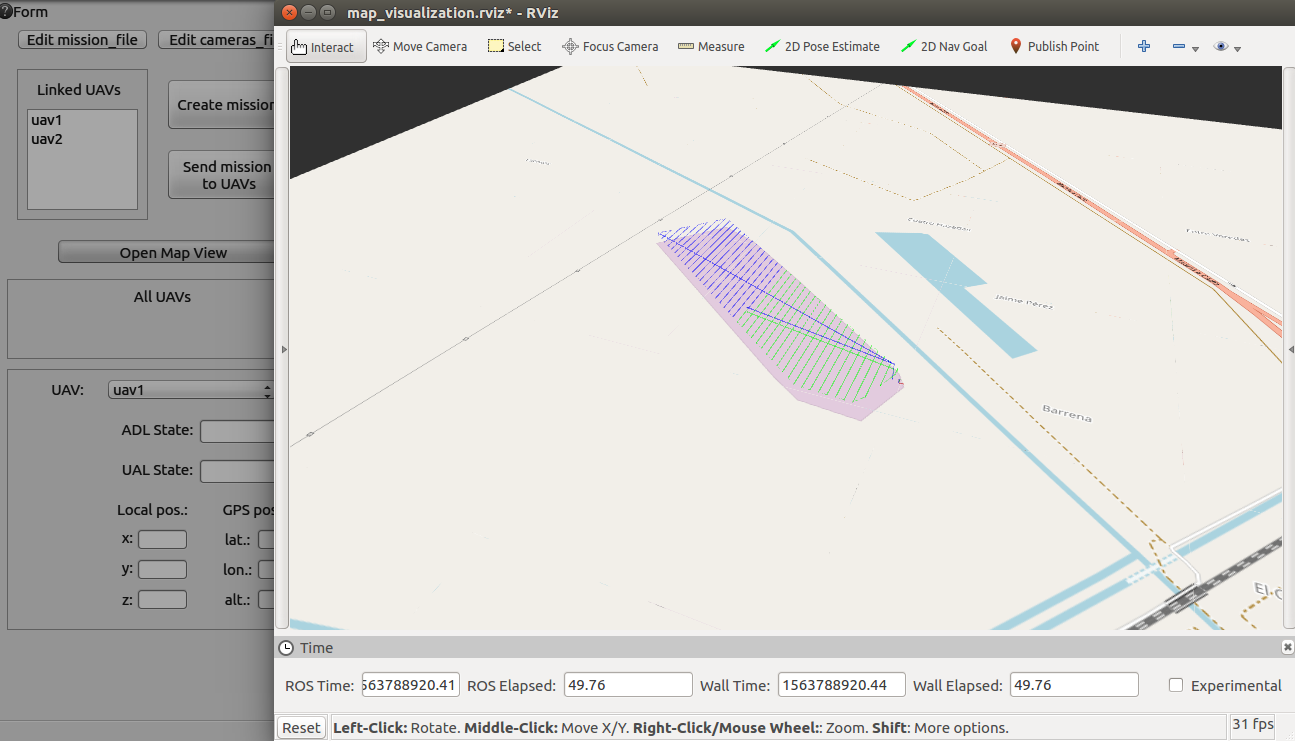 Form
Edit mission_file
Edit cameras_fi
Linked UAVs
uav1
uav2
Create mission
Send mission
to UAVs
Open Map View
All UAVs
UAV:
uav1
ADL State:
UAL State:
Local pos.:
GPS pos
x:
lat.:
y:
lon.:
z:
alt.:
map_visualization.rviz* - RViz
Interact
Move Camera
Select
Focus Camera
Measure
2D Pose Estimate
2D Nav Goal
Publish Point
Jaime Pérez
Barrena
Time
ROS Time:
563788920.41
ROS Elapsed:
49.76
Wall Time:
1563788920.44
Wall Elapsed:
49.76
Experimental
Reset
Left-Click: Rotate. Middle-Click: Move X/Y. Right-Click/Mouse Wheel:: Zoom. Shift: More options.
31 fps